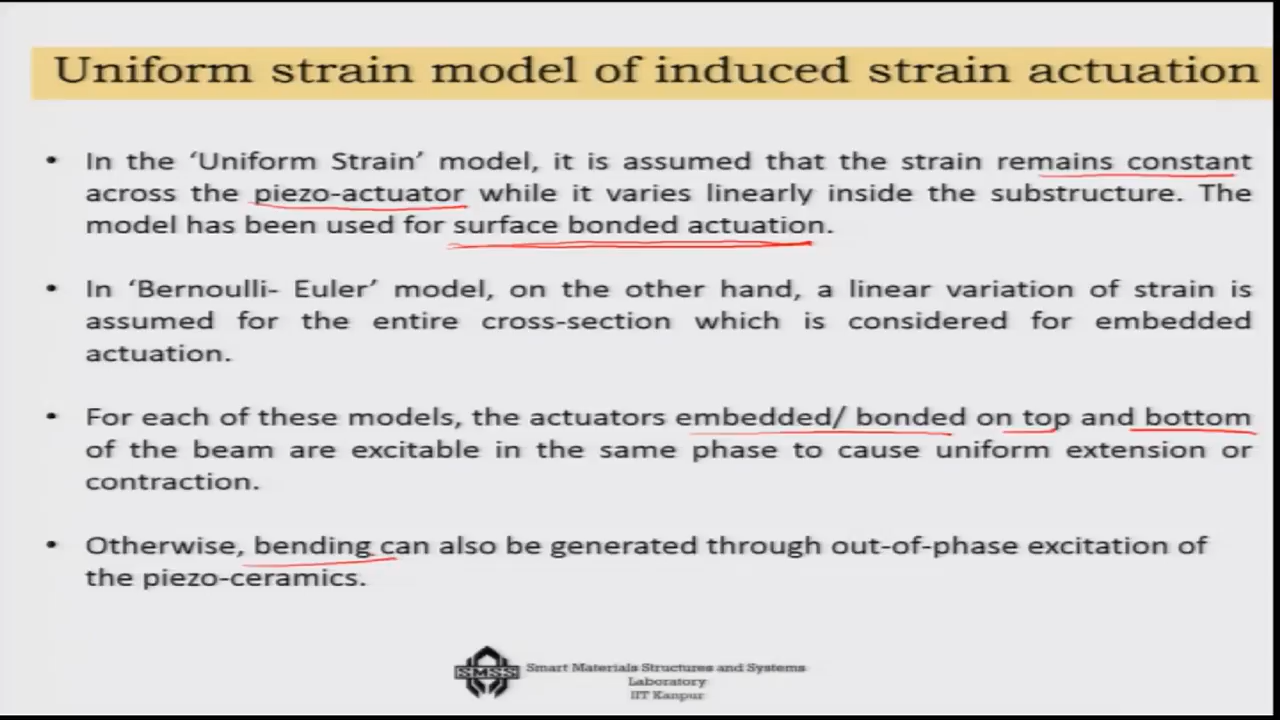 Uniform strain model of induced strain actuation
• In the ‘Uniform Strain’ model, it is assumed that the strain remains constant
across the piezo-actuator while it varies linearly inside the substructure. The
model has been used for surface bonded actuation.
• In ‘Bernoulli- Euler’ model, on the other hand, a linear variation of strain is
assumed for the entire cross-section which is considered for embedded
actuation.
• For each of these models, the actuators embedded/ bonded on top and bottom
of the beam are excitable in the same phase to cause uniform extension or
contraction.
• Otherwise, bending can also be generated through out-of-phase excitation of
the piezo-ceramics.
SMSS
Smart Materials Structures and Systems
Laboratory
IIT Kanpur